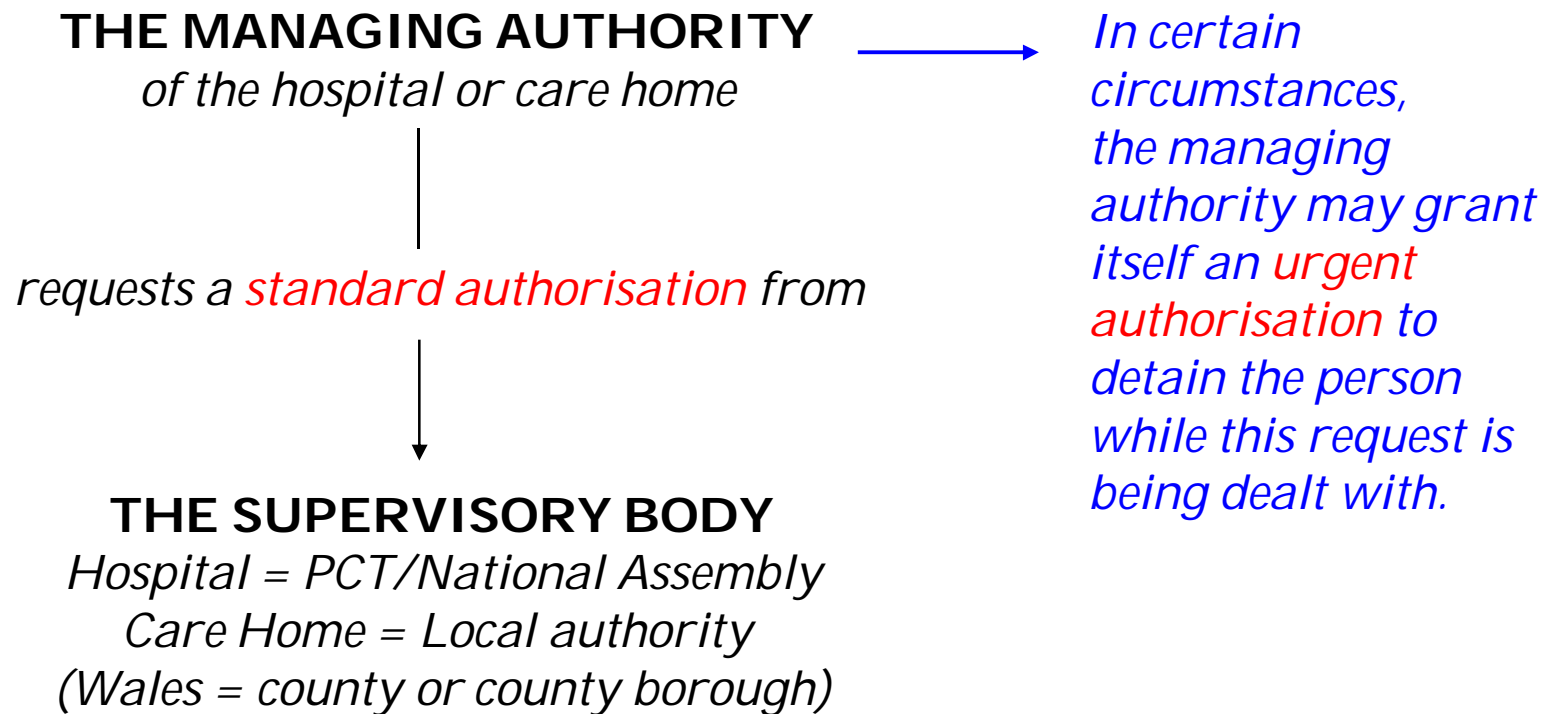 THE MANAGING AUTHORITY
of the hospital or care home
requests a standard authorisation from
THE SUPERVISORY BODY
Hospital = PCT/National Assembly
Care Home = Local authority
(Wales = county or county borough)
In certain
circumstances,
the managing
authority may grant
itself an urgent
authorisation to
detain the person
while this request is
being dealt with.